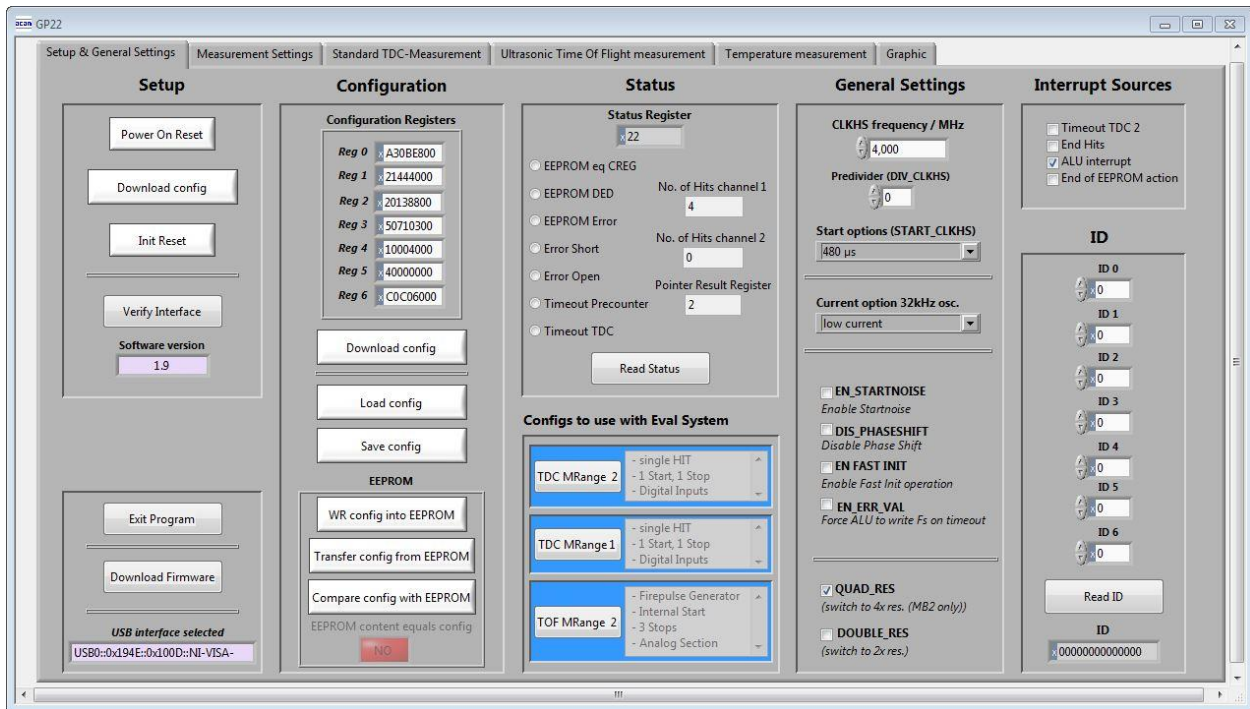 acam GP22
Setup & General Settings
Measurement Settings
Standard TDC-Measurement
Ultrasonic Time Of Flight measurement
Temperature measurement
Graphic
Setup
Power On Reset
Download config
Init Reset
Verify Interface
Software version
1.9
Exit Program
Download Firmware
USB interface selected
USB0::0x194E::0x100D::NI-VISA-
Configuration
Configuration Registers
Reg 0 x A30BE800
Reg 1 x 21444000
Reg 2 x 20138800
Reg 3 x 50710300
Reg 4 x 10004000
Reg 5 x 40000000
Reg 6 x C0C06000
Download config
Load config
Save config
EEPROM
WR config into EEPROM
Transfer config from EEPROM
Compare config with EEPROM
EEPROM content equals config
NO
Status
Status Register
x 22
EEPROM eq CREG
EEPROM DED
EEPROM Error
Error Short
Error Open
Timeout Precounter
Timeout TDC
No. of Hits channel 1
4
No. of Hits channel 2
0
Pointer Result Register
2
Read Status
Configs to use with Eval System
TDC MRange 2
- single HIT
- 1 Start, 1 Stop
- Digital Inputs
TDC MRange 1
- single HIT
- 1 Start, 1 Stop
- Digital Inputs
TOF MRange 2
- Firepulse Generator
- Internal Start
- 3 Stops
- Analog Section
General Settings
CLKHS frequency / MHz
4,000
Predivider (DIV_CLKHS)
0
Start options (START_CLKHS)
480 µs
Current option 32kHz osc.
low current
EN_STARTNOISE
Enable Startnoise
DIS_PHASESHIFT
Disable Phase Shift
EN FAST INIT
Enable Fast Init operation
EN_ERR_VAL
Force ALU to write Fs on timeout
QUAD_RES
(switch to 4x res. (MB2 only))
DOUBLE_RES
(switch to 2x res.)
Interrupt Sources
Timeout TDC 2
End Hits
ALU interrupt
End of EEPROM action
ID
ID 0
x 0
ID 1
x 0
ID 2
x 0
ID 3
x 0
ID 4
x 0
ID 5
x 0
ID 6
x 0
Read ID
ID
x 00000000000000